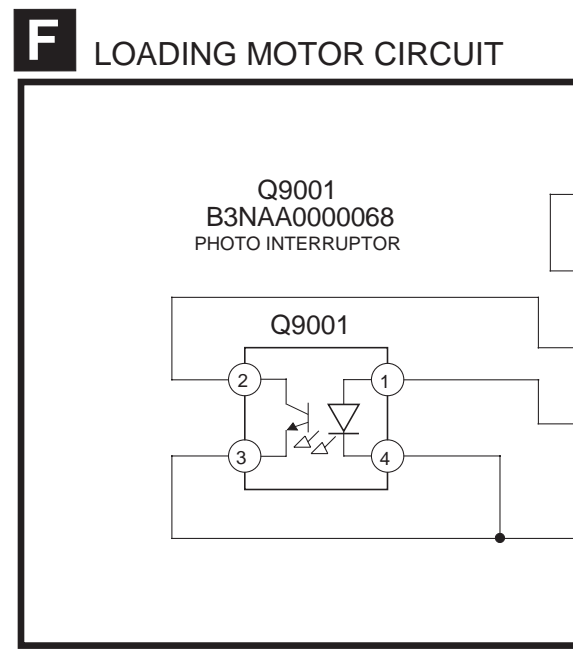 F LOADING MOTOR CIRCUIT
Q9001
B3NAA0000068
PHOTO INTERRUPTOR
Q9001
2 1
3 4